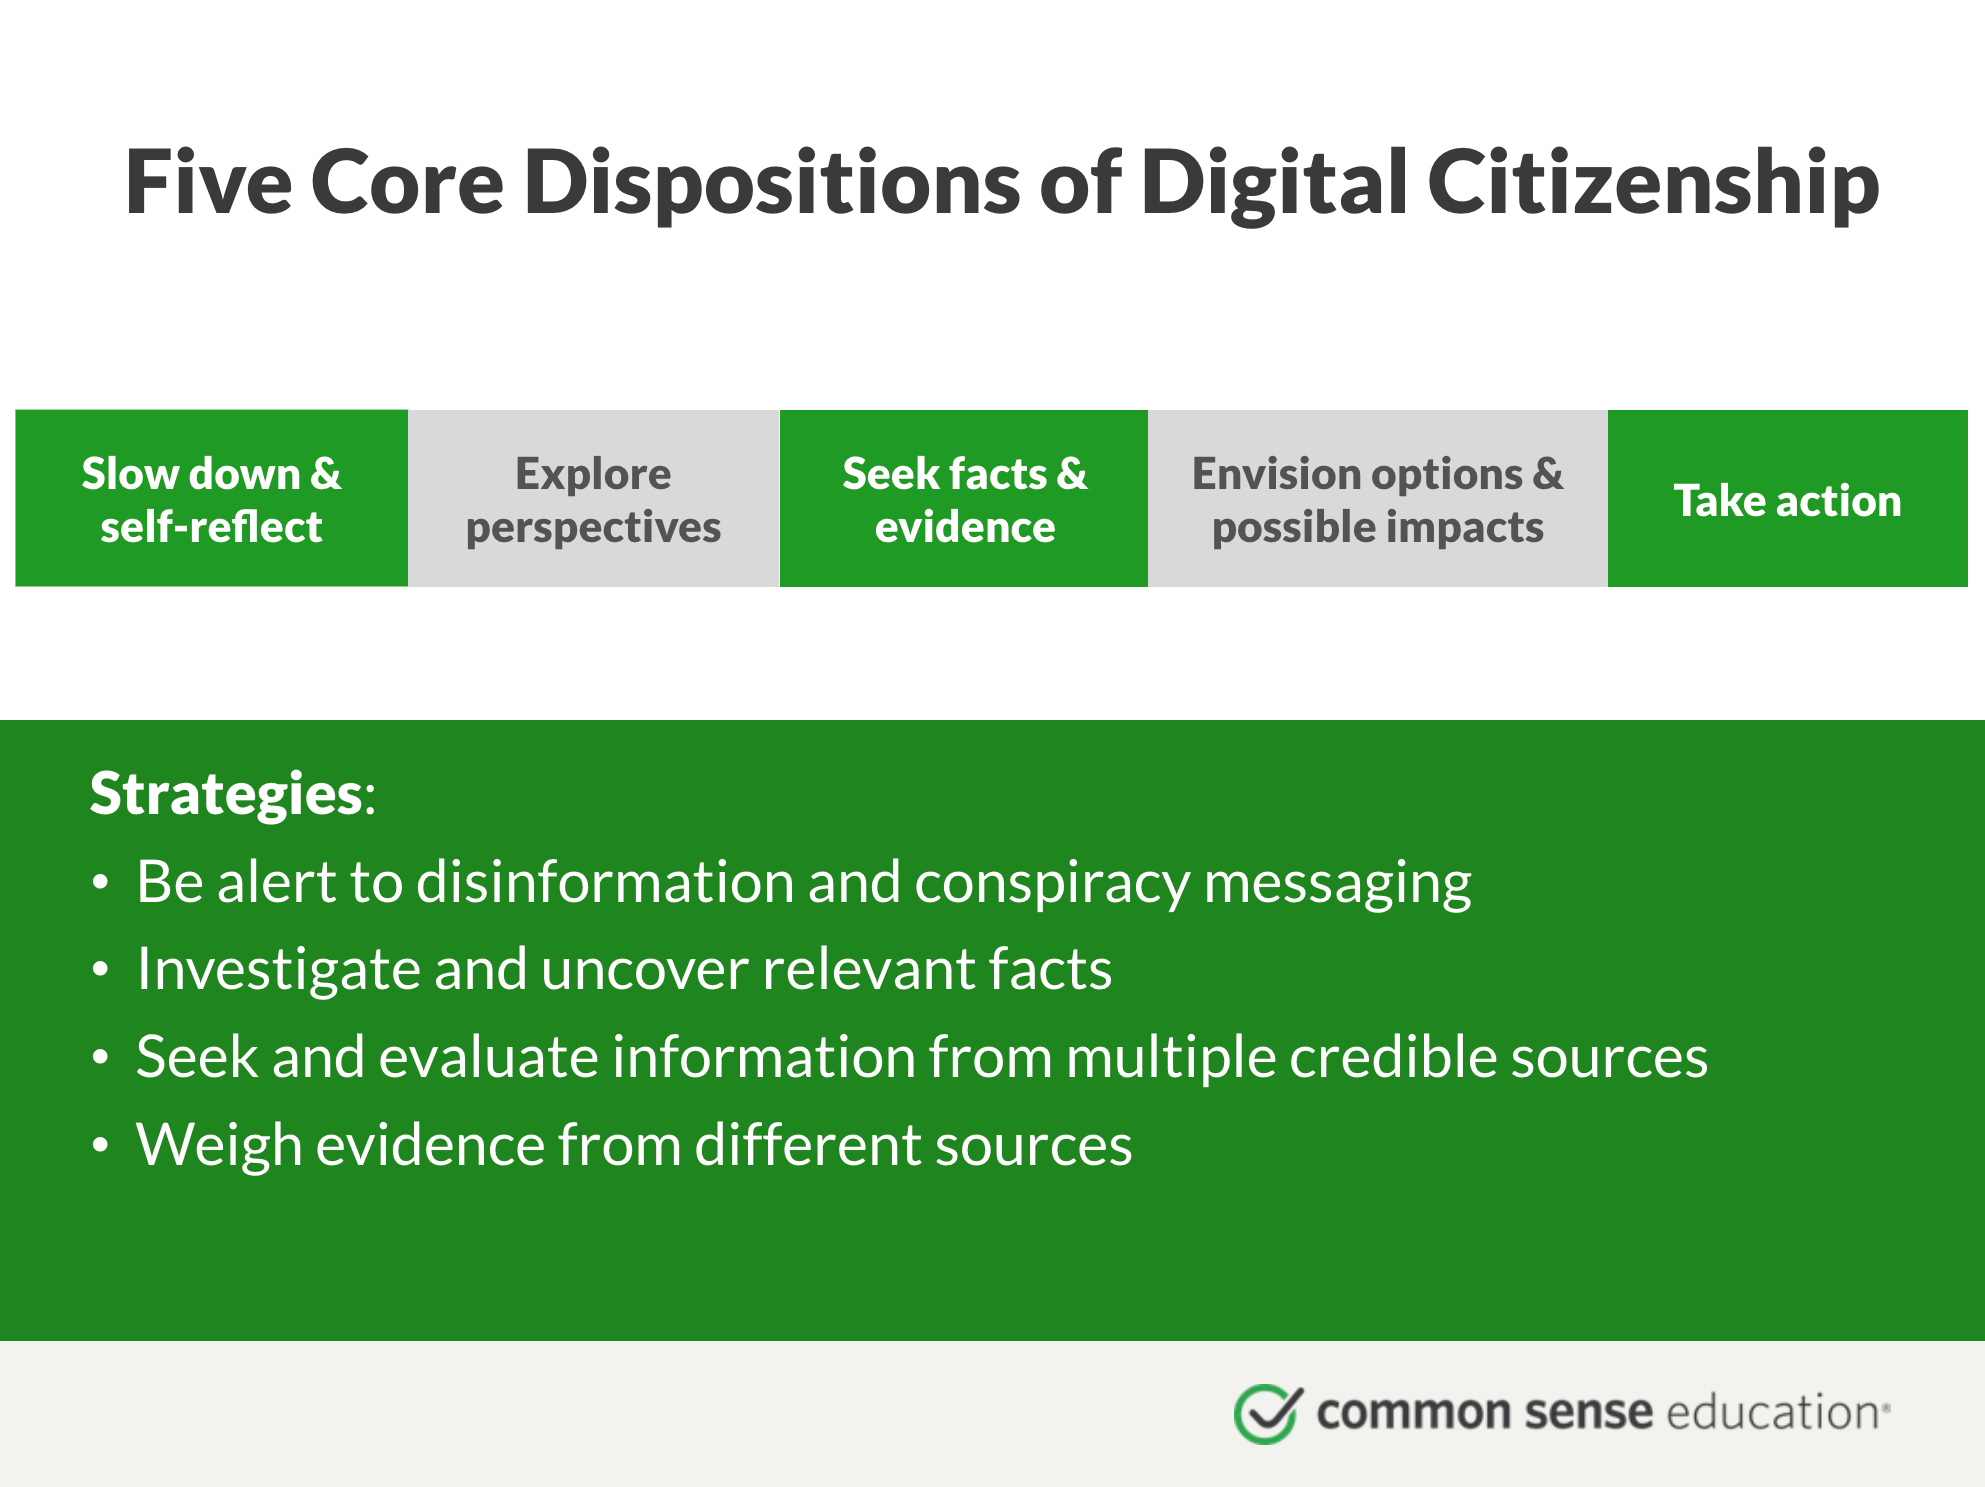 Five Core Dispositions of Digital Citizenship
Slow down &
self-reflect
Explore
perspectives
Seek facts &
evidence
Envision options &
possible impacts
Take action
Strategies:
• Be alert to disinformation and conspiracy messaging
• Investigate and uncover relevant facts
• Seek and evaluate information from multiple credible sources
• Weigh evidence from different sources
common sense education®